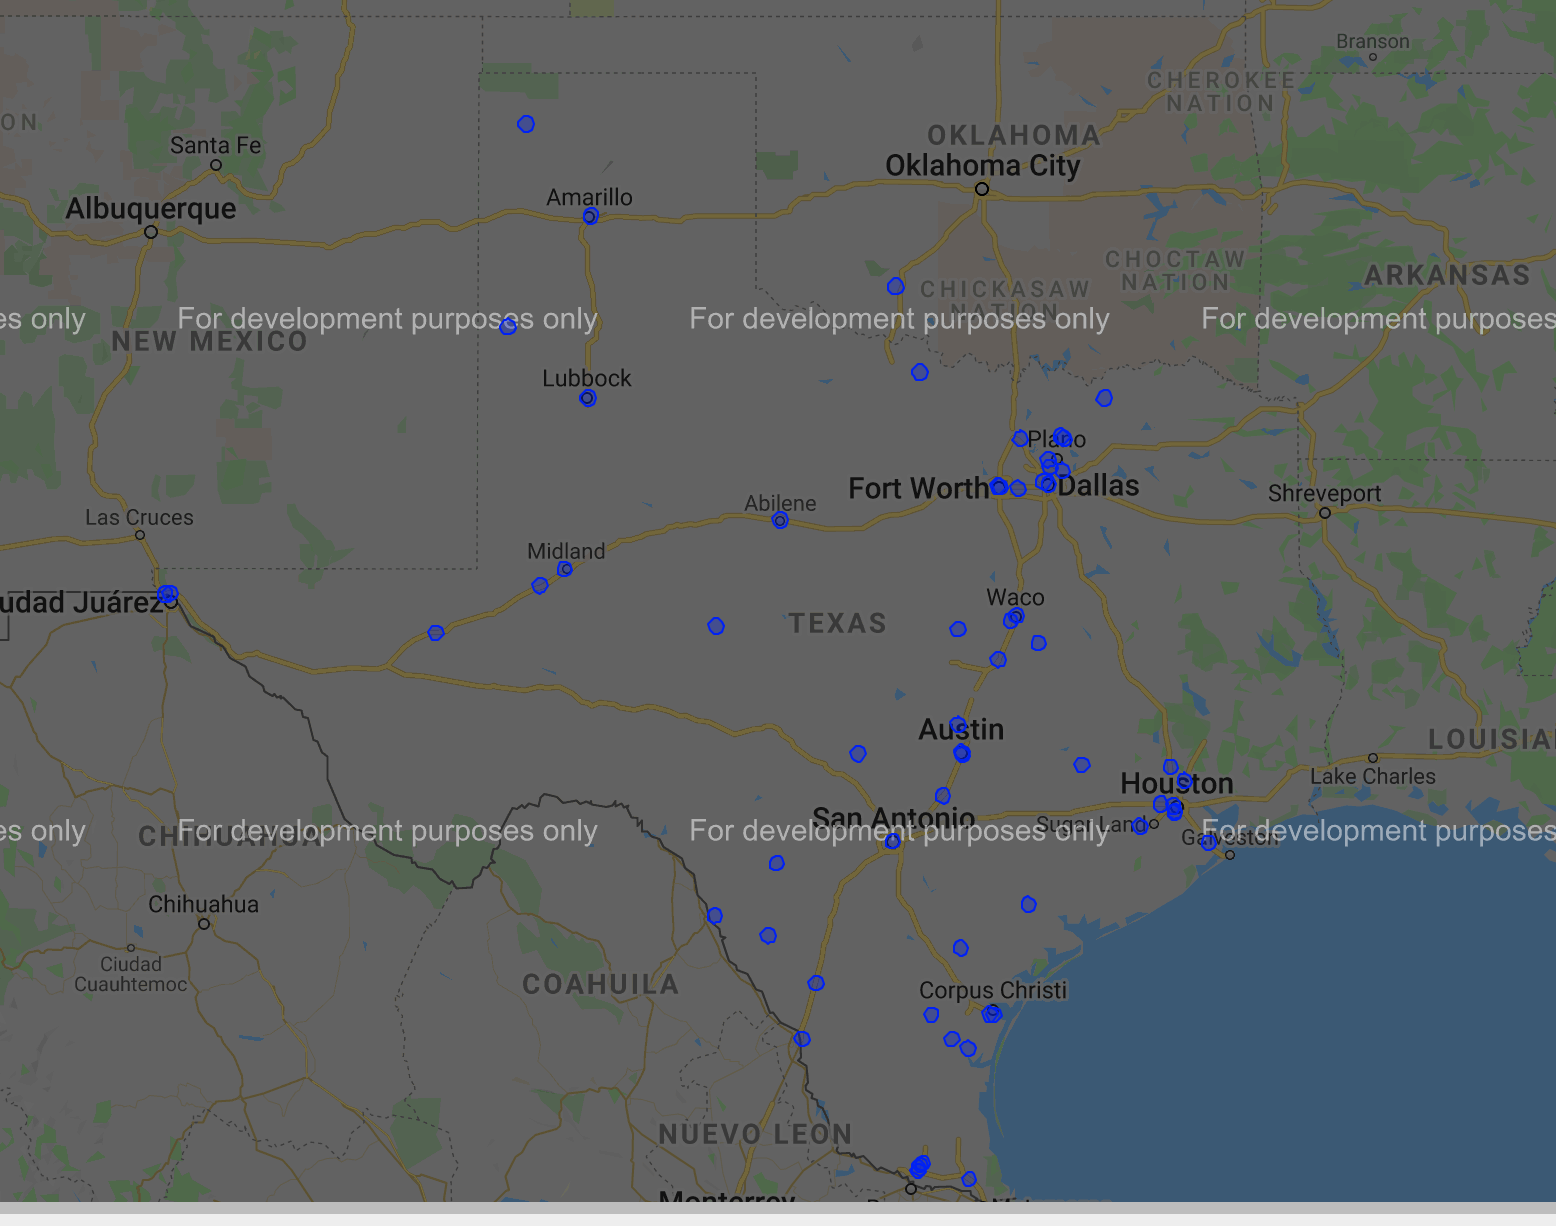 Branson
CHEROKEE
NATION
ON
OKLAHOMA
Santa Fe
Oklahoma City
Amarillo
Albuquerque
CHOCTAW
NATION
ARKANSAS
CHICKASAW
NATION
es only
For development purposes only
For development purposes only
For development purposes
NEW MEXICO
Lubbock
Plano
Fort Worth
Dallas
Shreveport
Abilene
Las Cruces
Midland
udad Juárez
Waco
TEXAS
Austin
LOUISIA
Houston
Lake Charles
San Antonio
Sugar Land
es only
For development purposes only
For development purposes only
For development purposes
CHIHUAHUA
Galveston
Chihuahua
Ciudad
Cuauhtemoc
COAHUILA
Corpus Christi
NUEVO LEON
Monterrey